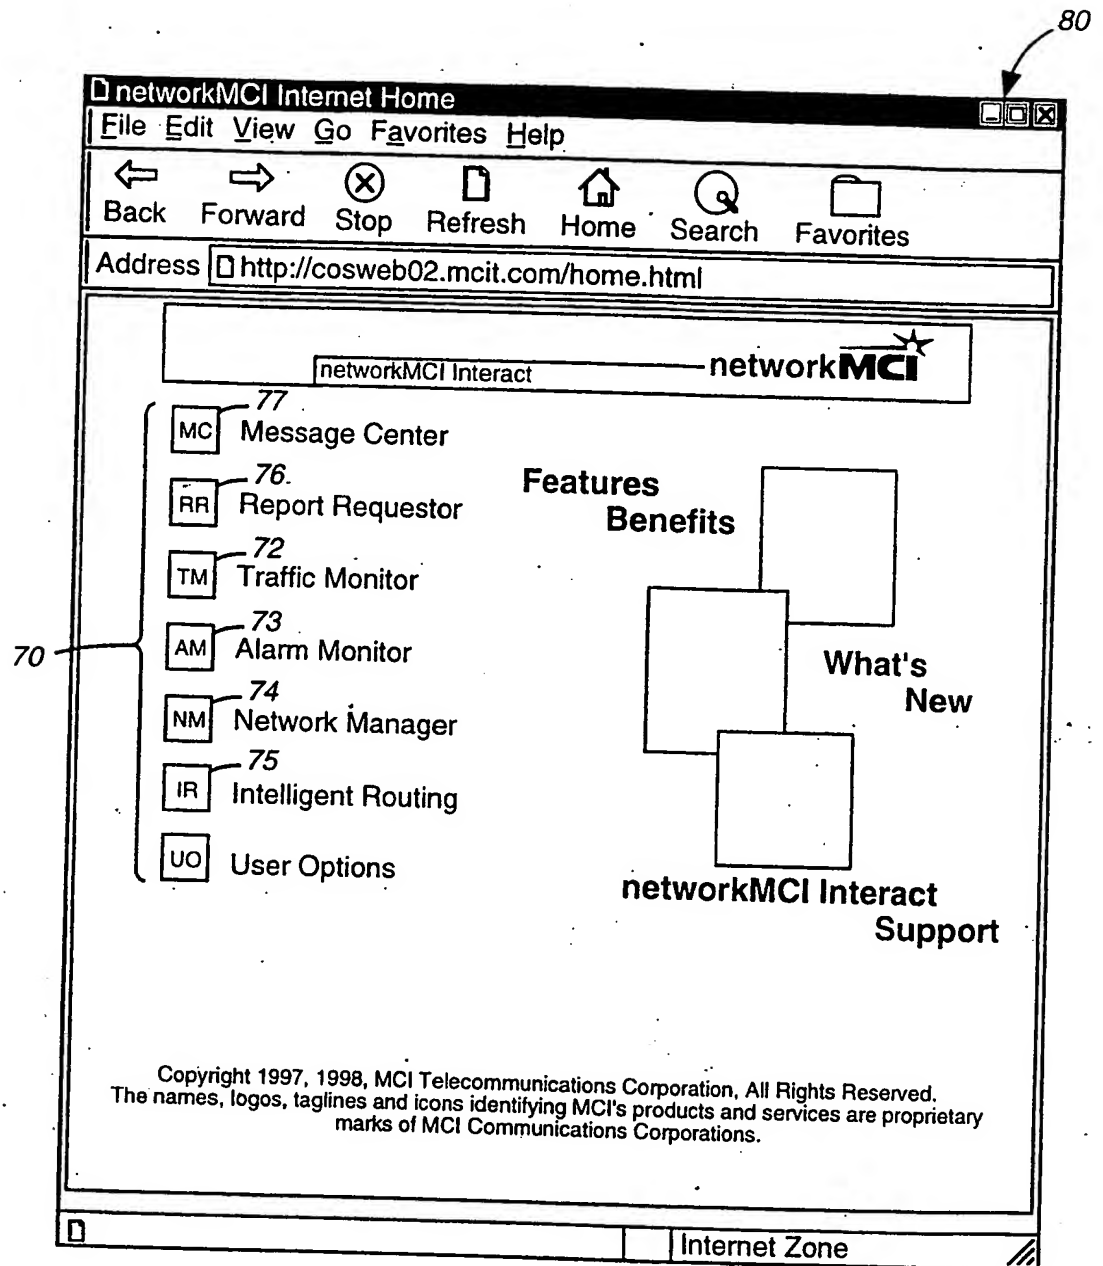 80
networkMCI Internet Home
File Edit View Go Favorites Help
Back Forward Stop Refresh Home Search Favorites
Address http://cosweb02.mcit.com/home.html
networkMCI Interact
networkMCI
77
MC Message Center
76
RR Report Requestor
72
TM Traffic Monitor
73
AM Alarm Monitor
70
74
NM Network Manager
75
IR Intelligent Routing
UO User Options
Features
Benefits
What's
New
networkMCI Interact
Support
Copyright 1997, 1998, MCI Telecommunications Corporation, All Rights Reserved.
The names, logos, taglines and icons identifying MCI's products and services are proprietary
marks of MCI Communications Corporations.
Internet Zone